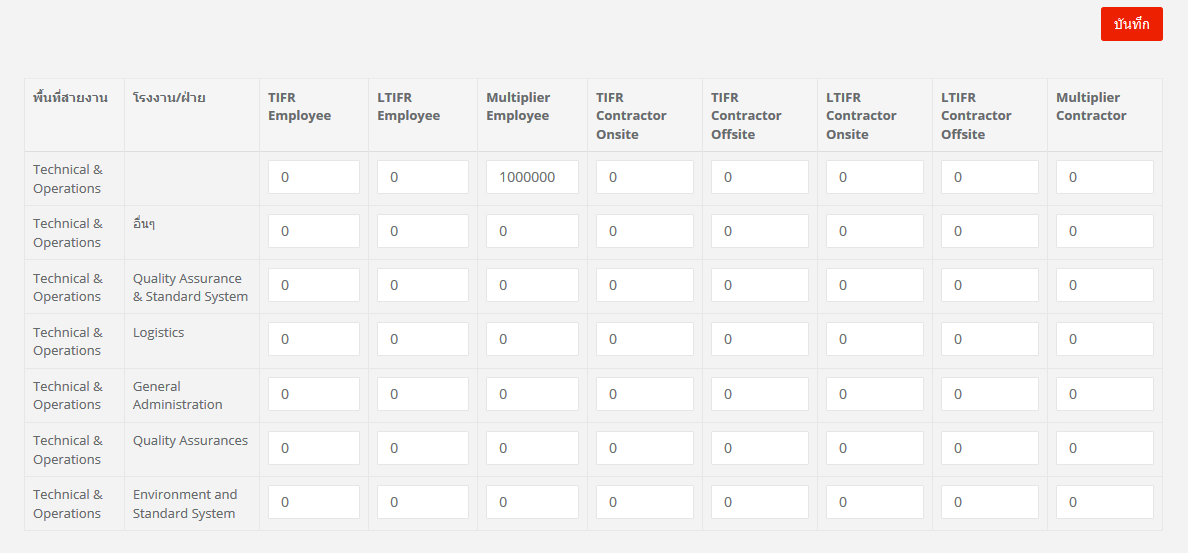 บันทึก
พื้นที่สายงาน โรงงาน/ฝ่าย TIFR Employee LTIFR Employee Multiplier Employee TIFR Contractor Onsite TIFR Contractor Offsite LTIFR Contractor Onsite LTIFR Contractor Offsite Multiplier Contractor
Technical & Operations 0 0 1000000 0 0 0 0 0
Technical & Operations อื่นๆ 0 0 0 0 0 0 0 0
Technical & Operations Quality Assurance & Standard System 0 0 0 0 0 0 0 0
Technical & Operations Logistics 0 0 0 0 0 0 0 0
Technical & Operations General Administration 0 0 0 0 0 0 0 0
Technical & Operations Quality Assurances 0 0 0 0 0 0 0 0
Technical & Operations Environment and Standard System 0 0 0 0 0 0 0 0